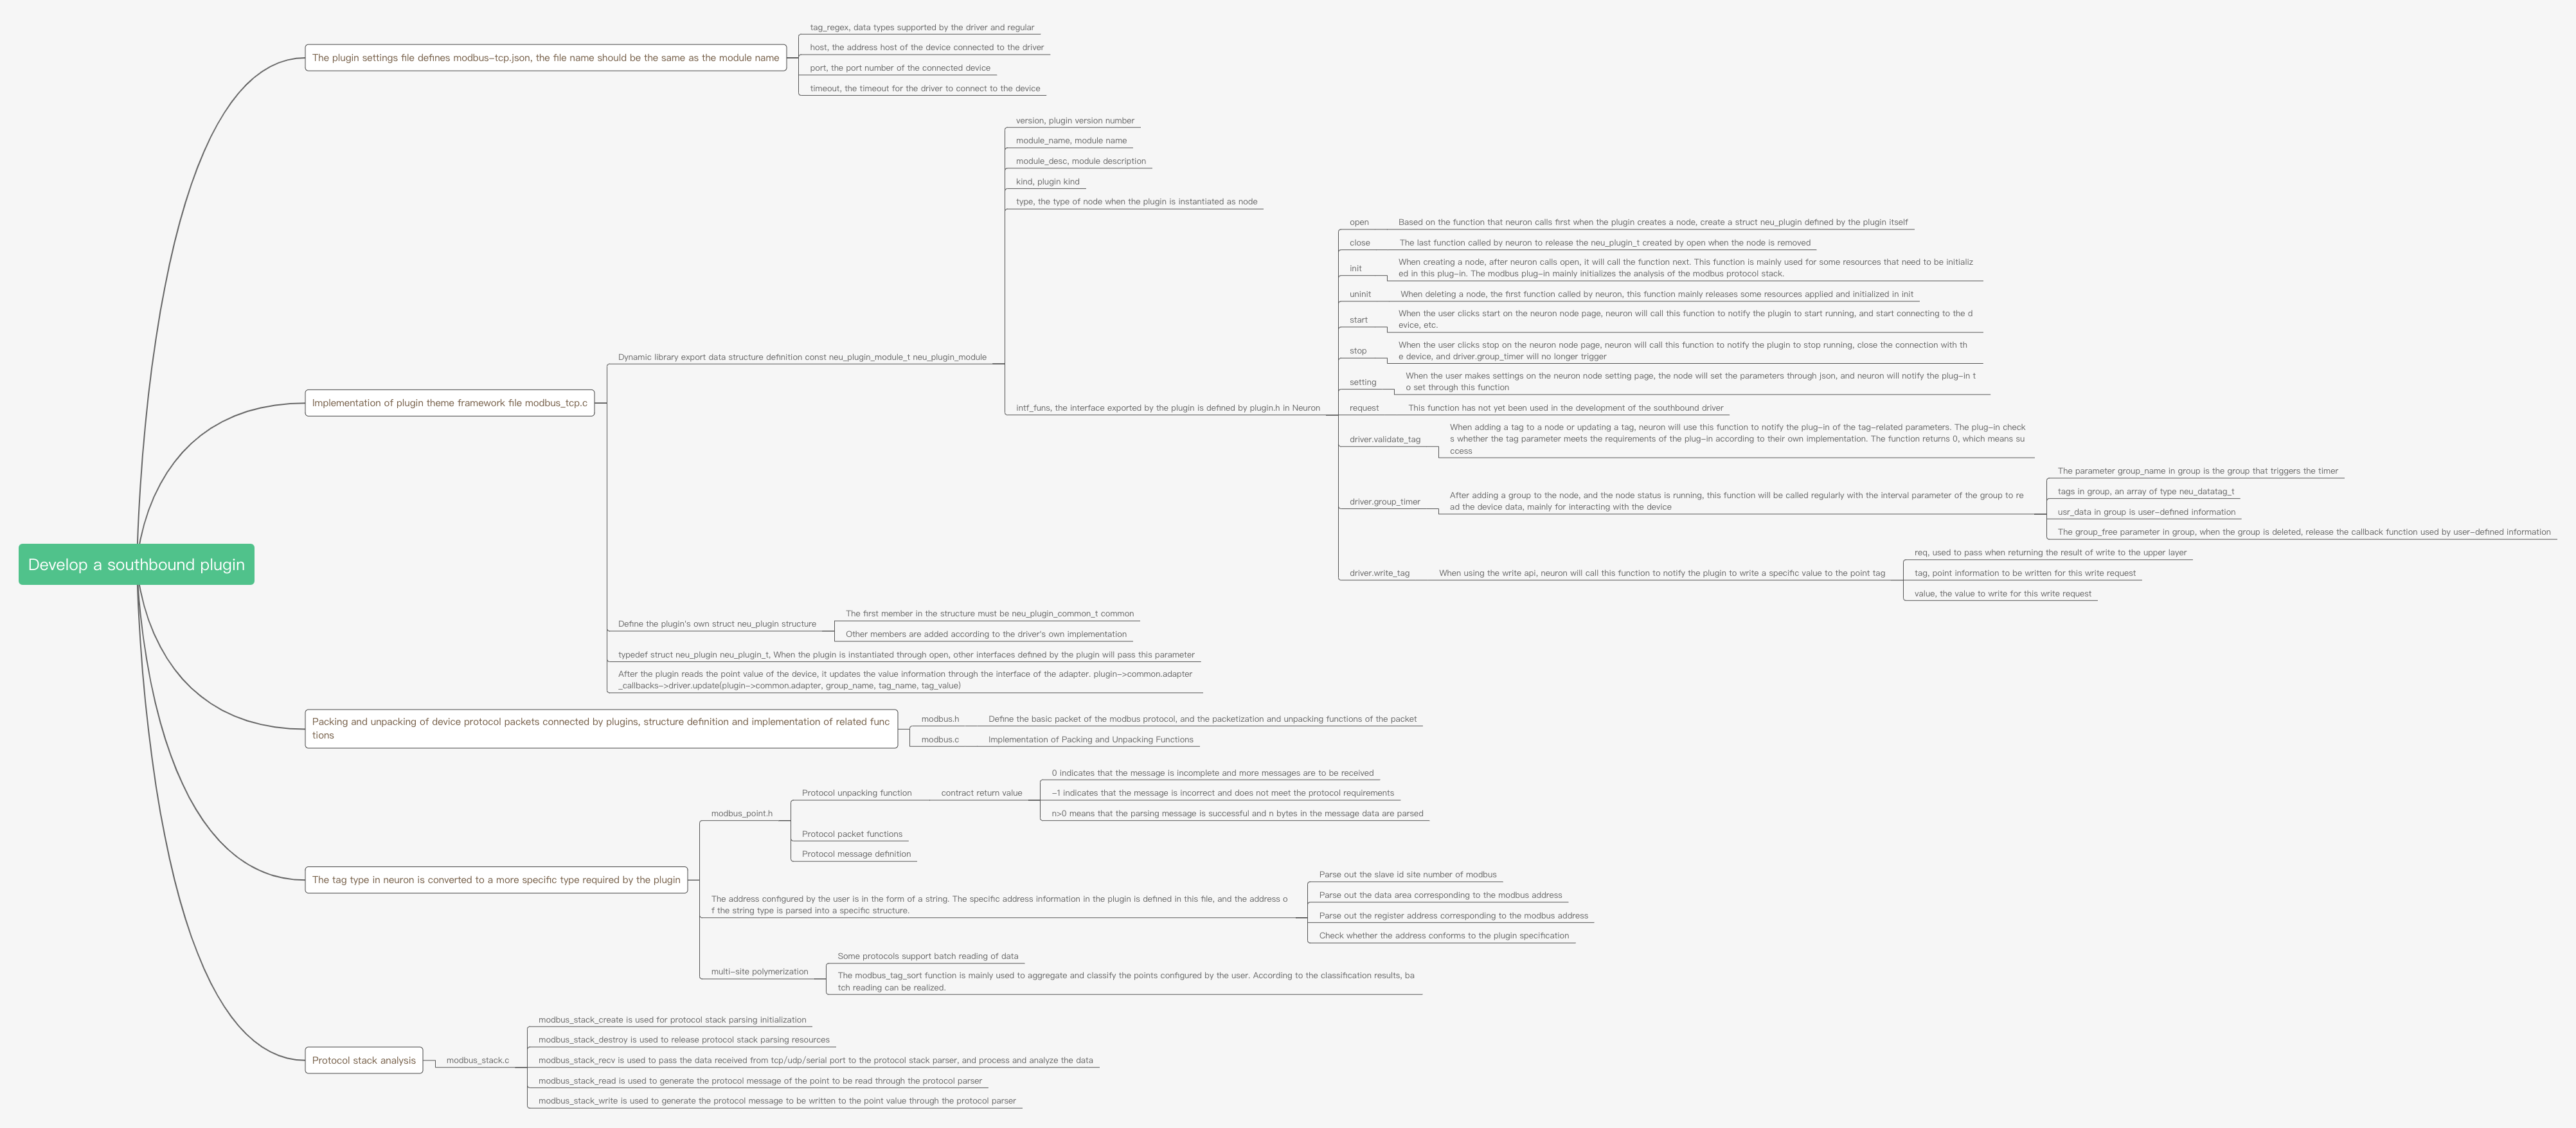 Develop a southbound plugin
The plugin settings file defines modbus-tcp.json, the file name should be the same as the module name
tag_regex, data types supported by the driver and regular
host, the address host of the device connected to the driver
port, the port number of the connected device
timeout, the timeout for the driver to connect to the device
Implementation of plugin theme framework file modbus_tcp.c
Dynamic library export data structure definition const neu_plugin_module_t neu_plugin_module
version, plugin version number
module_name, module name
module_desc, module description
kind, plugin kind
type, the type of node when the plugin is instantiated as node
intf_funs, the interface exported by the plugin is defined by plugin.h in Neuron
open
Based on the function that neuron calls first when the plugin creates a node, create a struct neu_plugin defined by the plugin itself
close
The last function called by neuron to release the neu_plugin_t created by open when the node is removed
init
When creating a node, after neuron calls open, it will call the function next. This function is mainly used for some resources that need to be initializ
ed in this plug-in. The modbus plug-in mainly initializes the analysis of the modbus protocol stack.
uninit
When deleting a node, the first function called by neuron, this function mainly releases some resources applied and initialized in init
start
When the user clicks start on the neuron node page, neuron will call this function to notify the plugin to start running, and start connecting to the d
evice, etc.
stop
When the user clicks stop on the neuron node page, neuron will call this function to notify the plugin to stop running, close the connection with th
e device, and driver.group_timer will no longer trigger
setting
When the user makes settings on the neuron node setting page, the node will set the parameters through json, and neuron will notify the plug-in t
o set through this function
request
This function has not yet been used in the development of the southbound driver
driver.validate_tag
When adding a tag to a node or updating a tag, neuron will use this function to notify the plug-in of the tag-related parameters. The plug-in check
s whether the tag parameter meets the requirements of the plug-in according to their own implementation. The function returns 0, which means su
ccess
driver.group_timer
After adding a group to the node, and the node status is running, this function will be called regularly with the interval parameter of the group to re
ad the device data, mainly for interacting with the device
The parameter group_name in group is the group that triggers the timer
tags in group, an array of type neu_datatag_t
usr_data in group is user-defined information
The group_free parameter in group, when the group is deleted, release the callback function used by user-defined information
driver.write_tag
When using the write api, neuron will call this function to notify the plugin to write a specific value to the point tag
req, used to pass when returning the result of write to the upper layer
tag, point information to be written for this write request
value, the value to write for this write request
Define the plugin's own struct neu_plugin structure
The first member in the structure must be neu_plugin_common_t common
Other members are added according to the driver's own implementation
typedef struct neu_plugin neu_plugin_t, When the plugin is instantiated through open, other interfaces defined by the plugin will pass this parameter
After the plugin reads the point value of the device, it updates the value information through the interface of the adapter. plugin->common.adapter
_callbacks->driver.update(plugin->common.adapter, group_name, tag_name, tag_value)
Packing and unpacking of device protocol packets connected by plugins, structure definition and implementation of related func
tions
modbus.h
Define the basic packet of the modbus protocol, and the packetization and unpacking functions of the packet
modbus.c
Implementation of Packing and Unpacking Functions
The tag type in neuron is converted to a more specific type required by the plugin
modbus_point.h
Protocol unpacking function
contract return value
0 indicates that the message is incomplete and more messages are to be received
-1 indicates that the message is incorrect and does not meet the protocol requirements
n>0 means that the parsing message is successful and n bytes in the message data are parsed
Protocol packet functions
Protocol message definition
The address configured by the user is in the form of a string. The specific address information in the plugin is defined in this file, and the address o
f the string type is parsed into a specific structure.
Parse out the slave id site number of modbus
Parse out the data area corresponding to the modbus address
Parse out the register address corresponding to the modbus address
Check whether the address conforms to the plugin specification
multi-site polymerization
Some protocols support batch reading of data
The modbus_tag_sort function is mainly used to aggregate and classify the points configured by the user. According to the classification results, ba
tch reading can be realized.
Protocol stack analysis
modbus_stack.c
modbus_stack_create is used for protocol stack parsing initialization
modbus_stack_destroy is used to release protocol stack parsing resources
modbus_stack_recv is used to pass the data received from tcp/udp/serial port to the protocol stack parser, and process and analyze the data
modbus_stack_read is used to generate the protocol message of the point to be read through the protocol parser
modbus_stack_write is used to generate the protocol message to be written to the point value through the protocol parser